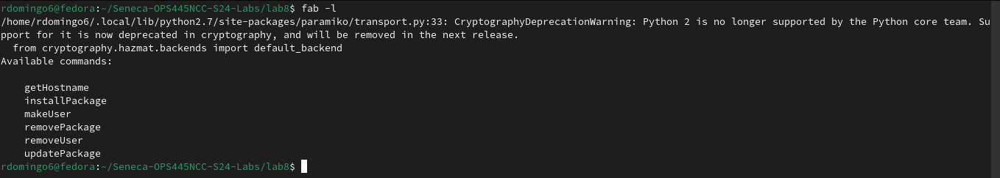 rdomingo6@fedora:~/Seneca-OPS445NCC-S24-Labs/lab8$ fab -l
/home/rdomingo6/.local/lib/python2.7/site-packages/paramiko/transport.py:33: CryptographyDeprecationWarning: Python 2 is no longer supported by the Python core team. Su
pport for it is now deprecated in cryptography, and will be removed in the next release.
  from cryptography.hazmat.backends import default_backend
Available commands:

    getHostname
    installPackage
    makeUser
    removePackage
    removeUser
    updatePackage
rdomingo6@fedora:~/Seneca-OPS445NCC-S24-Labs/lab8$